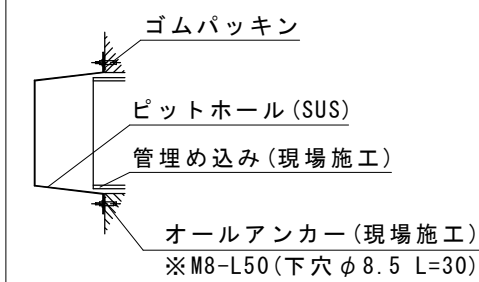 ゴムパッキン
ピットホール(SUS)
管埋め込み(現場施工)
オールアンカー(現場施工)
※M8-L50(下穴φ8.5 L=30)